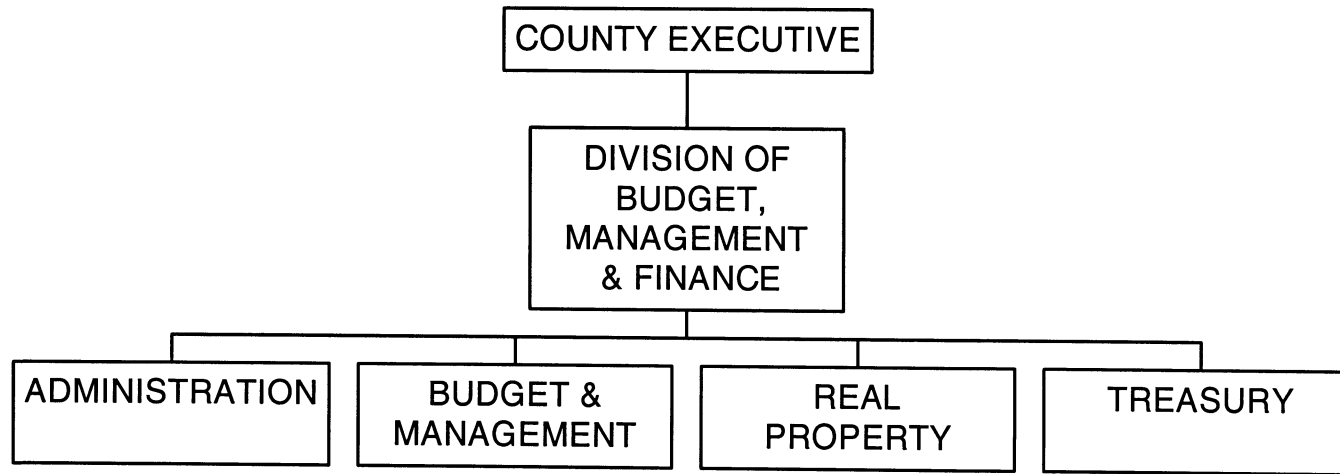 COUNTY EXECUTIVE
DIVISION OF
BUDGET,
MANAGEMENT
& FINANCE
ADMINISTRATION
BUDGET &
MANAGEMENT
REAL
PROPERTY
TREASURY